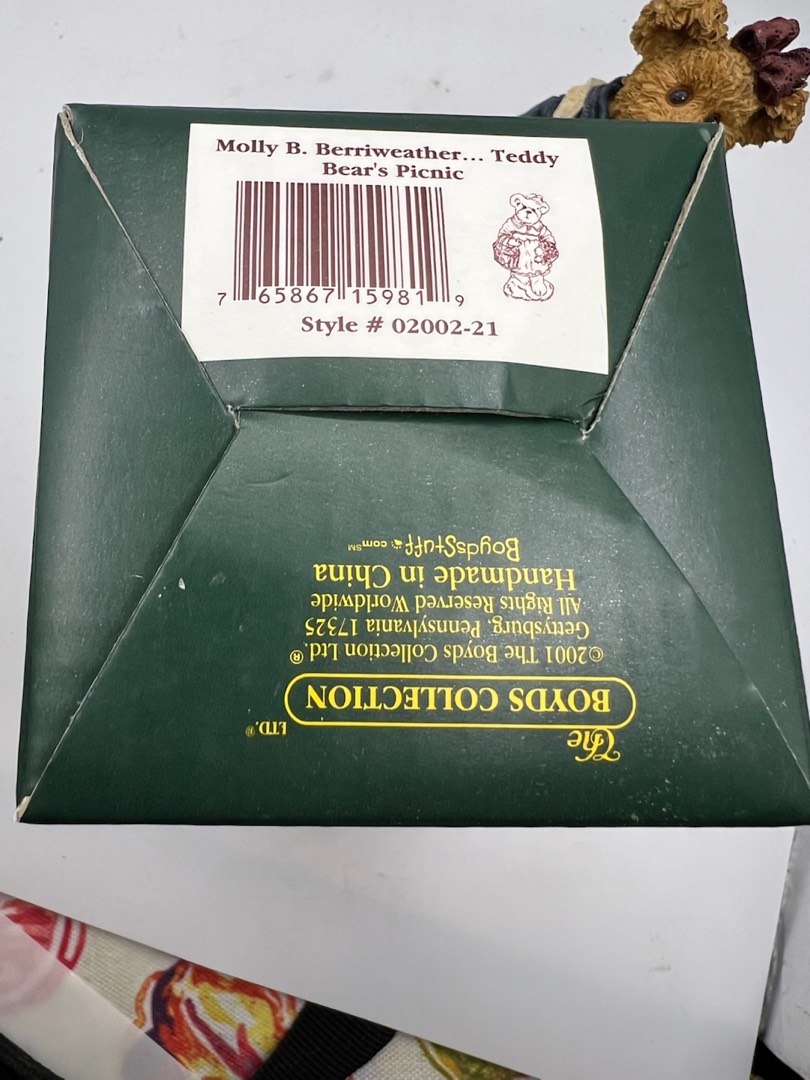 Molly B. Berriweather... Teddy
Bear's Picnic
7 65867 15981 9
Style # 02002-21
The
BOYDS COLLECTION
LTD.®
©2001 The Boyds Collection Ltd.®
Gettysburg, Pennsylvania 17325
All Rights Reserved Worldwide
Handmade in China
BoydsStuff.com℠